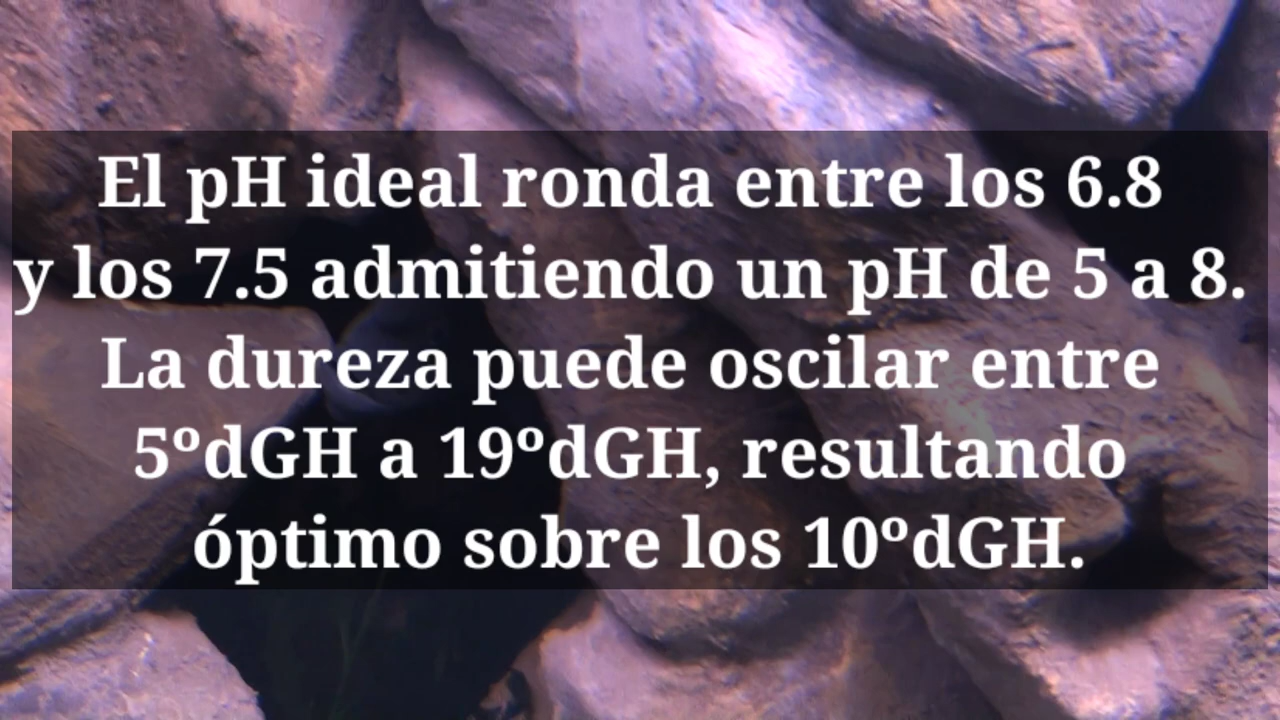 El pH ideal ronda entre los 6.8
y los 7.5 admitiendo un pH de 5 a 8.
La dureza puede oscilar entre
5ºdGH a 19ºdGH, resultando
óptimo sobre los 10ºdGH.